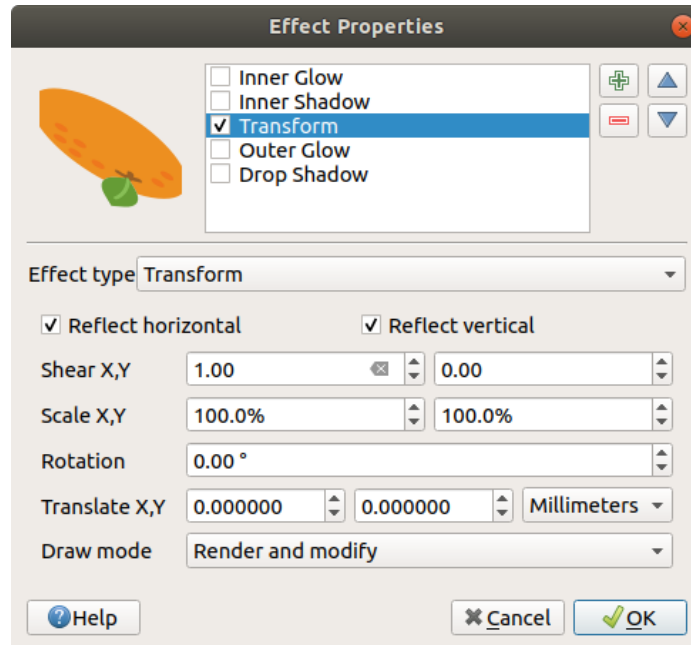 Effect Properties
Inner Glow
Inner Shadow
Transform
Outer Glow
Drop Shadow
Effect type Transform
Reflect horizontal Reflect vertical
Shear X,Y 1.00 0.00
Scale X,Y 100.0% 100.0%
Rotation 0.00 °
Translate X,Y 0.000000 0.000000 Millimeters
Draw mode Render and modify
Help Cancel OK